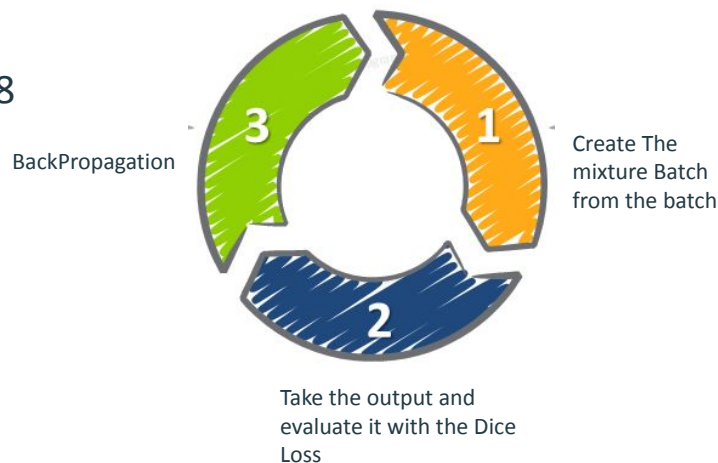 8
3
1
BackPropagation
Create The
mixture Batch
from the batch
2
Take the output and
evaluate it with the Dice
Loss